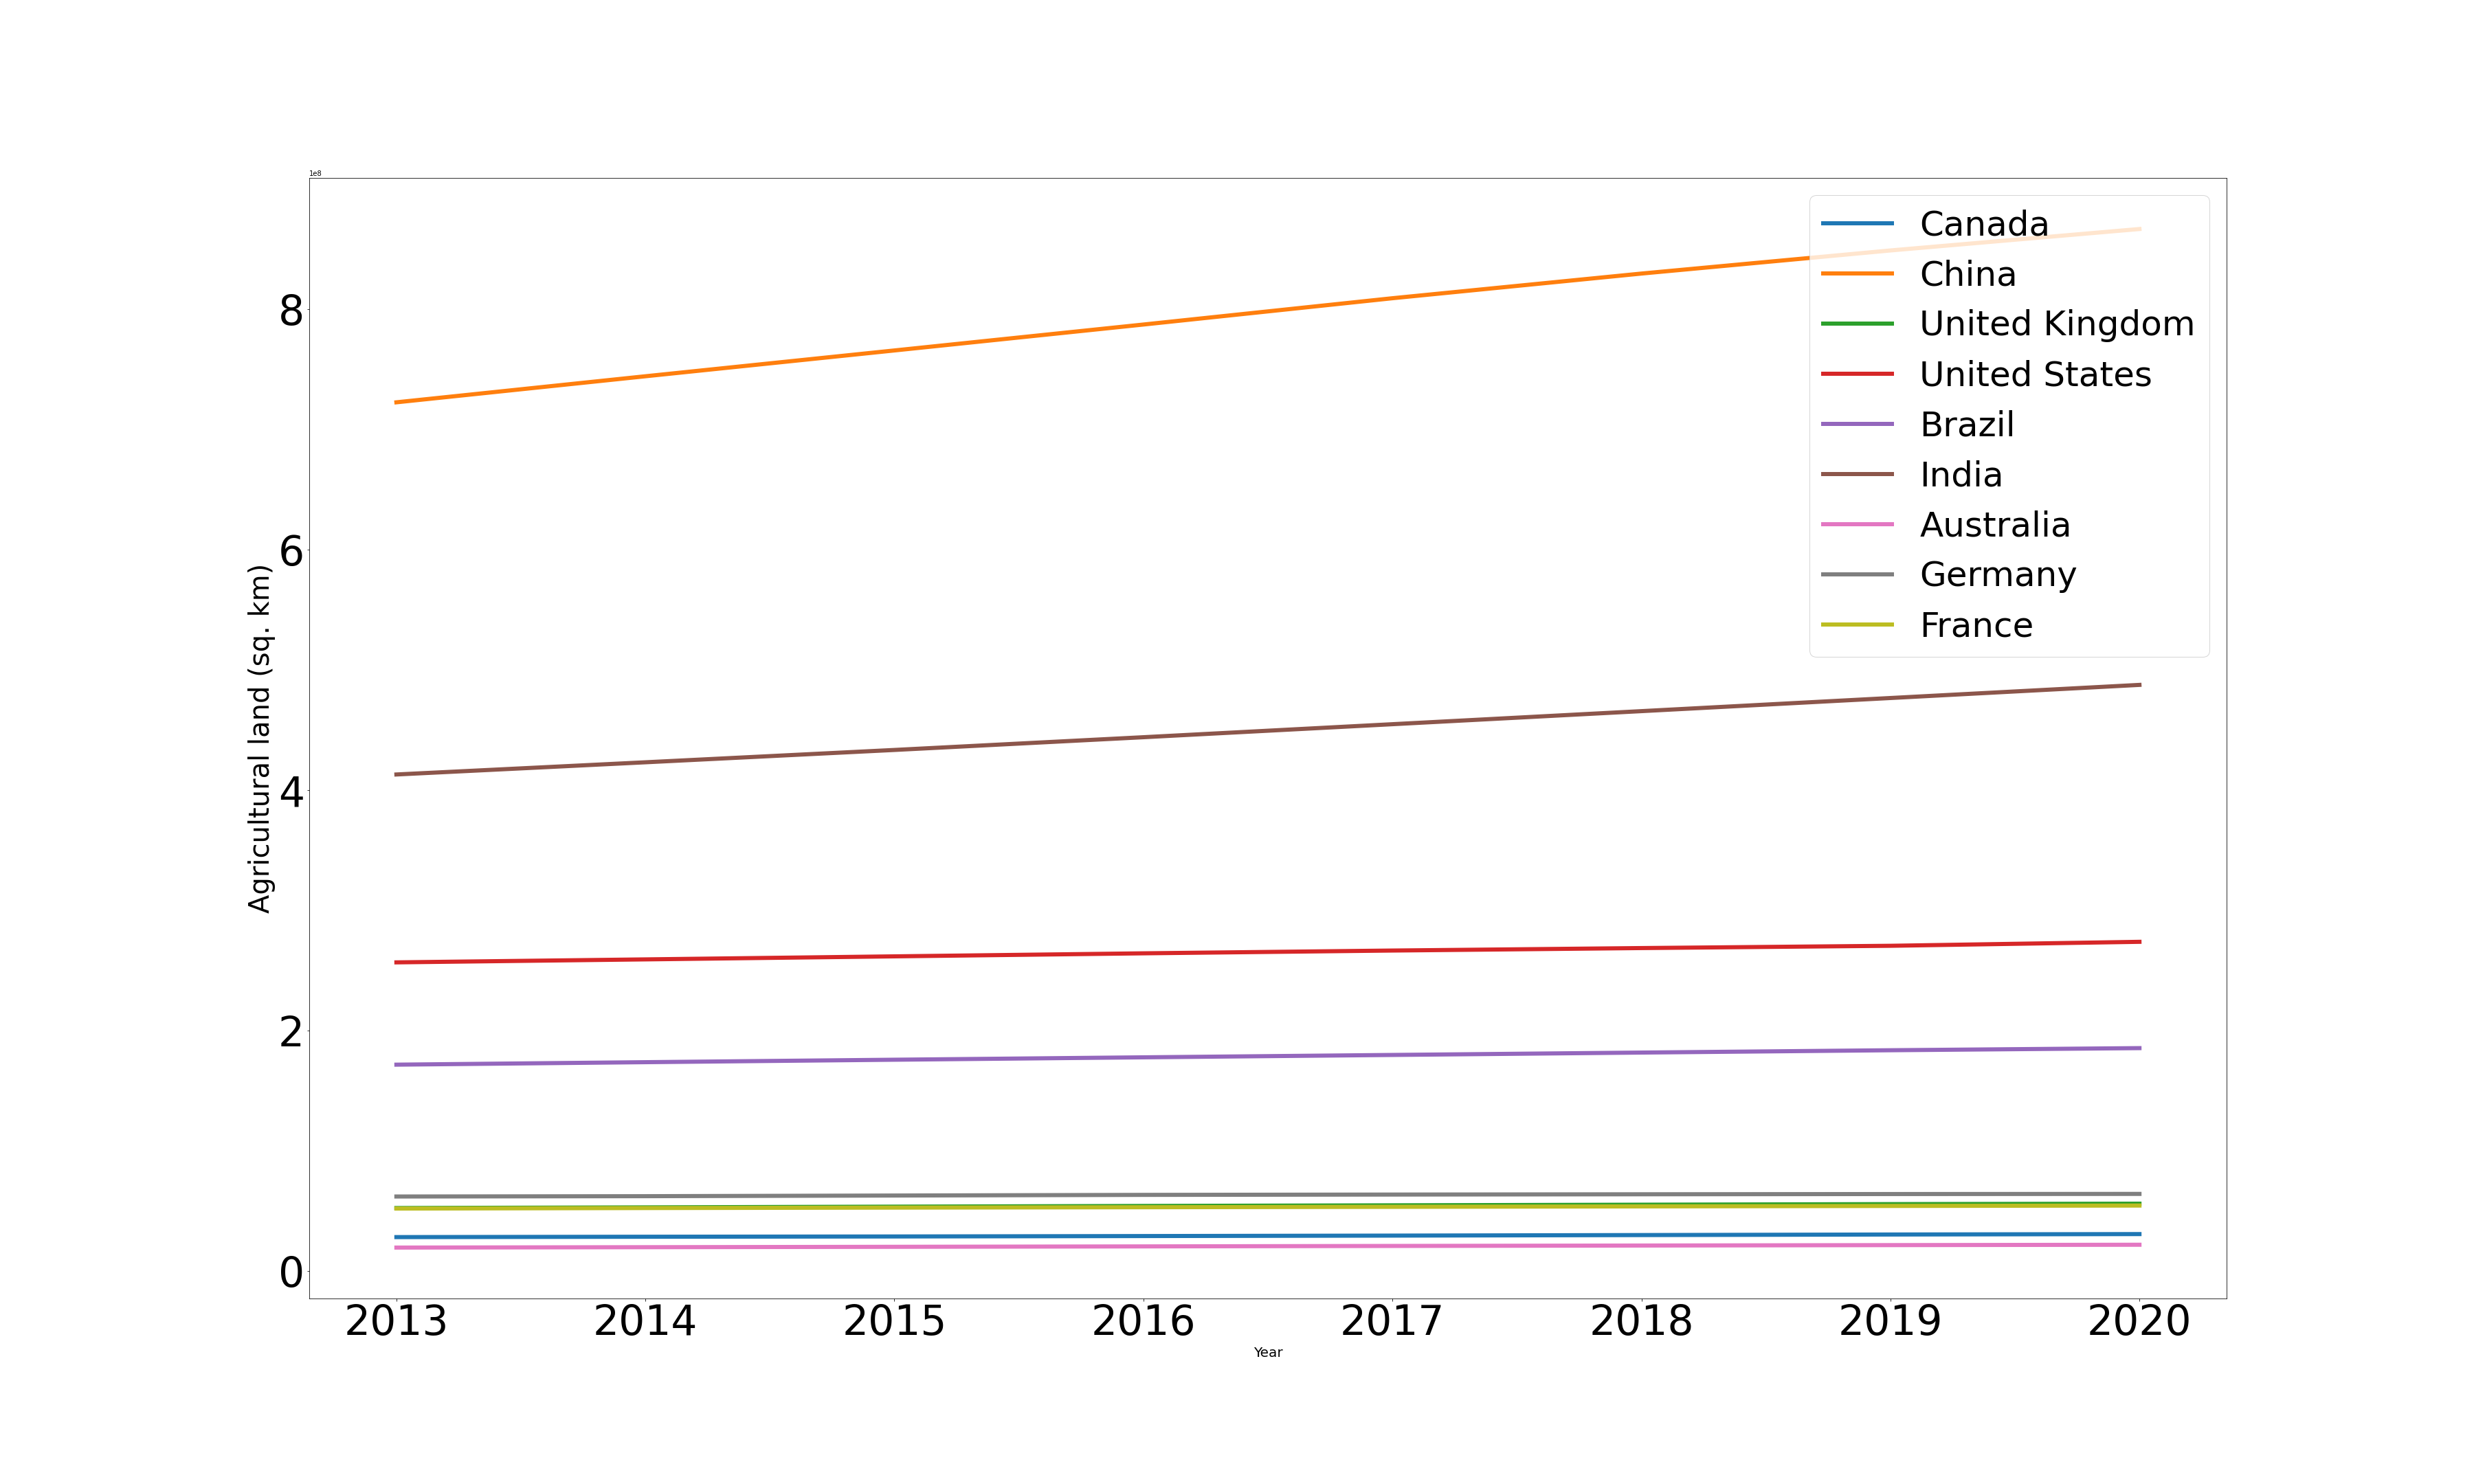 1e8
Canada
China
United Kingdom
United States
Brazil
India
Australia
Germany
France
8
6
4
2
0
Agricultural land (sq. km)
2013 2014 2015 2016 2017 2018 2019 2020
Year